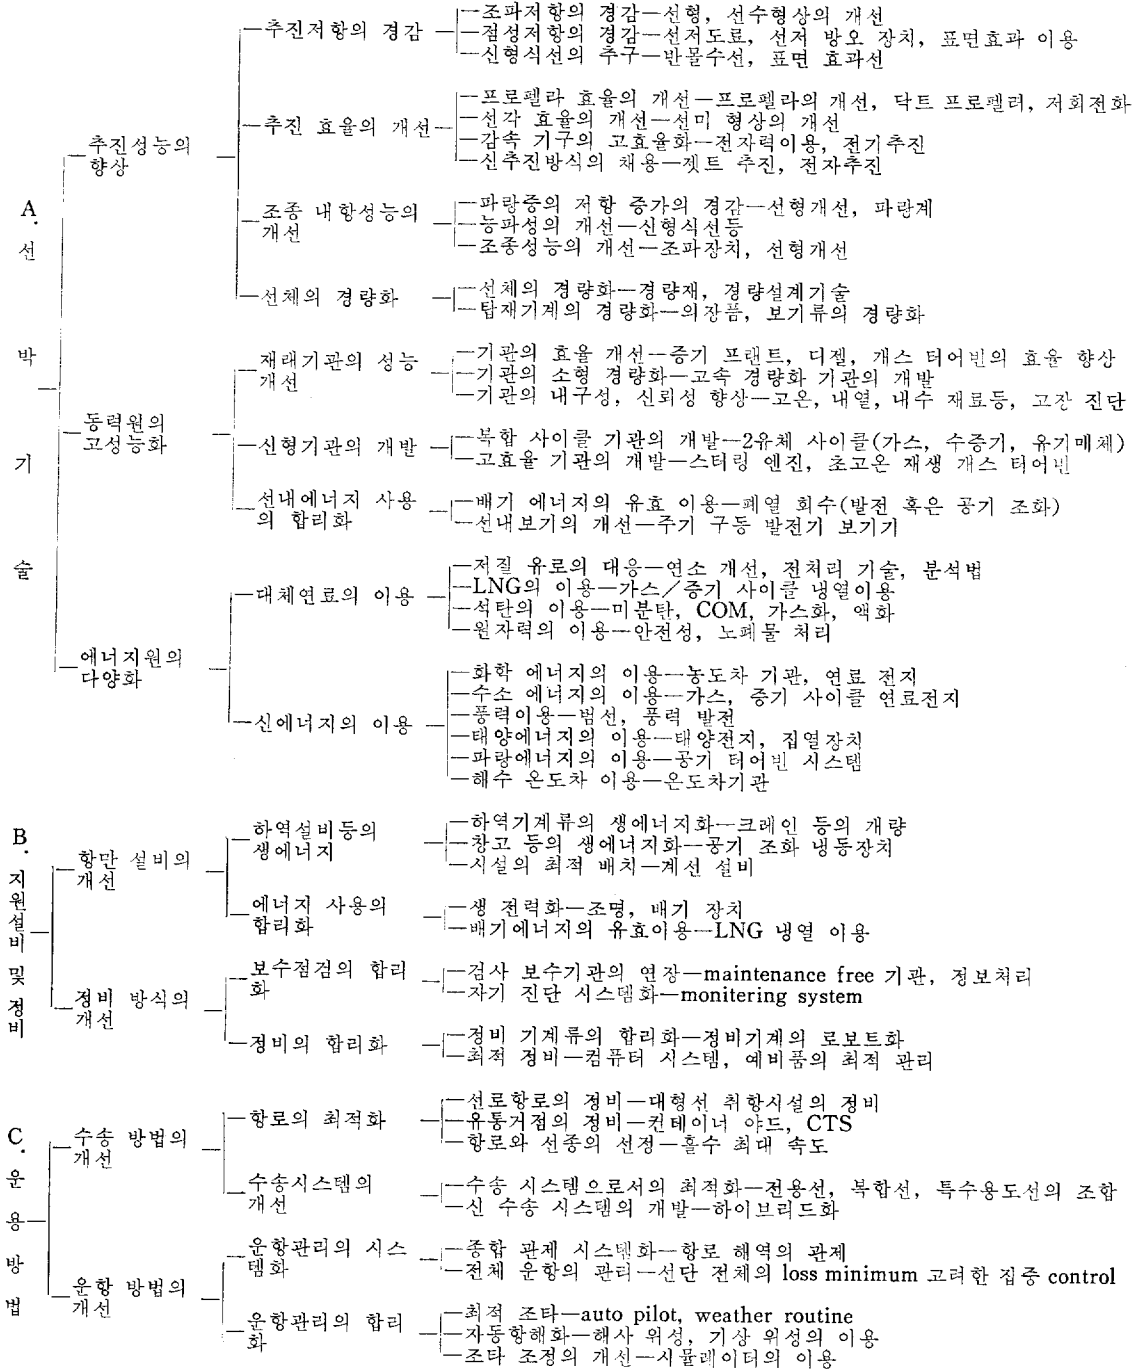 A. 선박기술
추진성능의
향상
추진저항의 경감
조파저항의 경감—선형, 선수형상의 개선
점성저항의 경감—선저도료, 선저 방오 장치, 표면효과 이용
신형식선의 추구—반몰수선, 표면 효과선
추진 효율의 개선
프로펠라 효율의 개선—프로펠라의 개선, 닥트 프로펠러, 저회전화
선각 효율의 개선—선미 형상의 개선
감속 기구의 고효율화—전자력이용, 전기추진
신추진방식의 채용—젯트 추진, 전자추진
조종 내항성능의
개선
파랑중의 저항 증가의 경감—선형개선, 파랑계
능파성의 개선—신형식선등
조종성능의 개선—조파장치, 선형개선
선체의 경량화
선체의 경량화—경량재, 경량설계기술
탑재기계의 경량화—의장품, 보기류의 경량화
동력원의
고성능화
재래기관의 성능
개선
기관의 효율 개선—증기 프랜트, 디젤, 개스 터어빈의 효율 향상
기관의 소형 경량화—고속 경량화 기관의 개발
기관의 내구성, 신뢰성 향상—고온, 내열, 내수 재료등, 고장 진단
신형기관의 개발
복합 사이클 기관의 개발—2유체 사이클(가스, 수증기, 유기매체)
고효율 기관의 개발—스터링 엔진, 초고온 재생 개스 터어빈
선내에너지 사용
의 합리화
배기 에너지의 유효 이용—폐열 회수(발전 혹은 공기 조화)
선내보기의 개선—주기 구동 발전기 보기기
에너지원의
다양화
대체연료의 이용
저질 유로의 대응—연소 개선, 전처리 기술, 분석법
LNG의 이용—가스/증기 사이클 냉열이용
석탄의 이용—미분탄, COM, 가스화, 액화
원자력의 이용—안전성, 노폐물 처리
신에너지의 이용
화학 에너지의 이용—농도차 기관, 연료 전지
수소 에너지의 이용—가스, 증기 사이클 연료전지
풍력이용—범선, 풍력 발전
태양에너지의 이용—태양전지, 집열장치
파랑에너지의 이용—공기 터어빈 시스템
해수 온도차 이용—온도차기관
B. 지원설비 및 정비
항만 설비의
개선
하역설비등의
생에너지
하역기계류의 생에너지화—크레인 등의 개량
창고 등의 생에너지화—공기 조화 냉동장치
시설의 최적 배치—계선 설비
에너지 사용의
합리화
생 전력화—조명, 배기 장치
배기에너지의 유효이용—LNG 냉열 이용
정비 방식의
개선
보수점검의 합리
화
검사 보수기관의 연장—maintenance free 기관, 정보처리
자기 진단 시스템화—monitering system
정비의 합리화
정비 기계류의 합리화—정비기계의 로보트화
최적 정비—컴퓨터 시스템, 예비품의 최적 관리
C. 운용방법
수송 방법의
개선
항로의 최적화
선로항로의 정비—대형선 취항시설의 정비
유통거점의 정비—컨테이너 야드, CTS
항로와 선종의 선정—흘수 최대 속도
수송시스템의
개선
수송 시스템으로서의 최적화—전용선, 복합선, 특수용도선의 조합
신 수송 시스템의 개발—하이브리드화
운항 방법의
개선
운항관리의 시스
템화
종합 관제 시스템화—항로 해역의 관제
전체 운항의 관리—선단 전체의 loss minimum 고려한 집중 control
운항관리의 합리
화
최적 조타—auto pilot, weather routine
자동항해화—해사 위성, 기상 위성의 이용
조타 조정의 개선—시뮬레이터의 이용